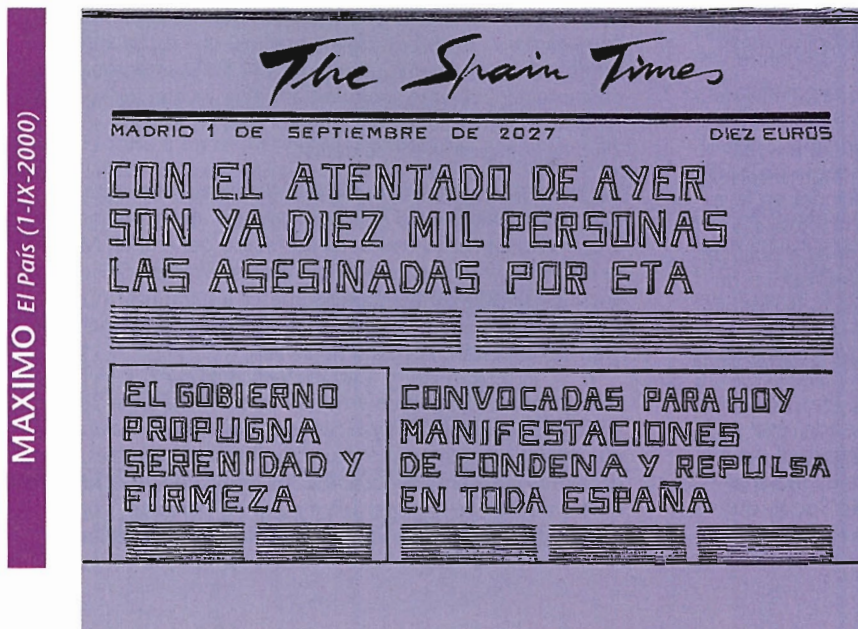 MAXIMO El País (1-IX-2000)
The Spain Times
MADRID 1 DE SEPTIEMBRE DE 2027 DIEZ EUROS
CON EL ATENTADO DE AYER
SON YA DIEZ MIL PERSONAS
LAS ASESINADAS POR ETA
EL GOBIERNO
PROPUGNA
SERENIDAD Y
FIRMEZA
CONVOCADAS PARA HOY
MANIFESTACIONES
DE CONDENA Y REPULSA
EN TODA ESPAÑA